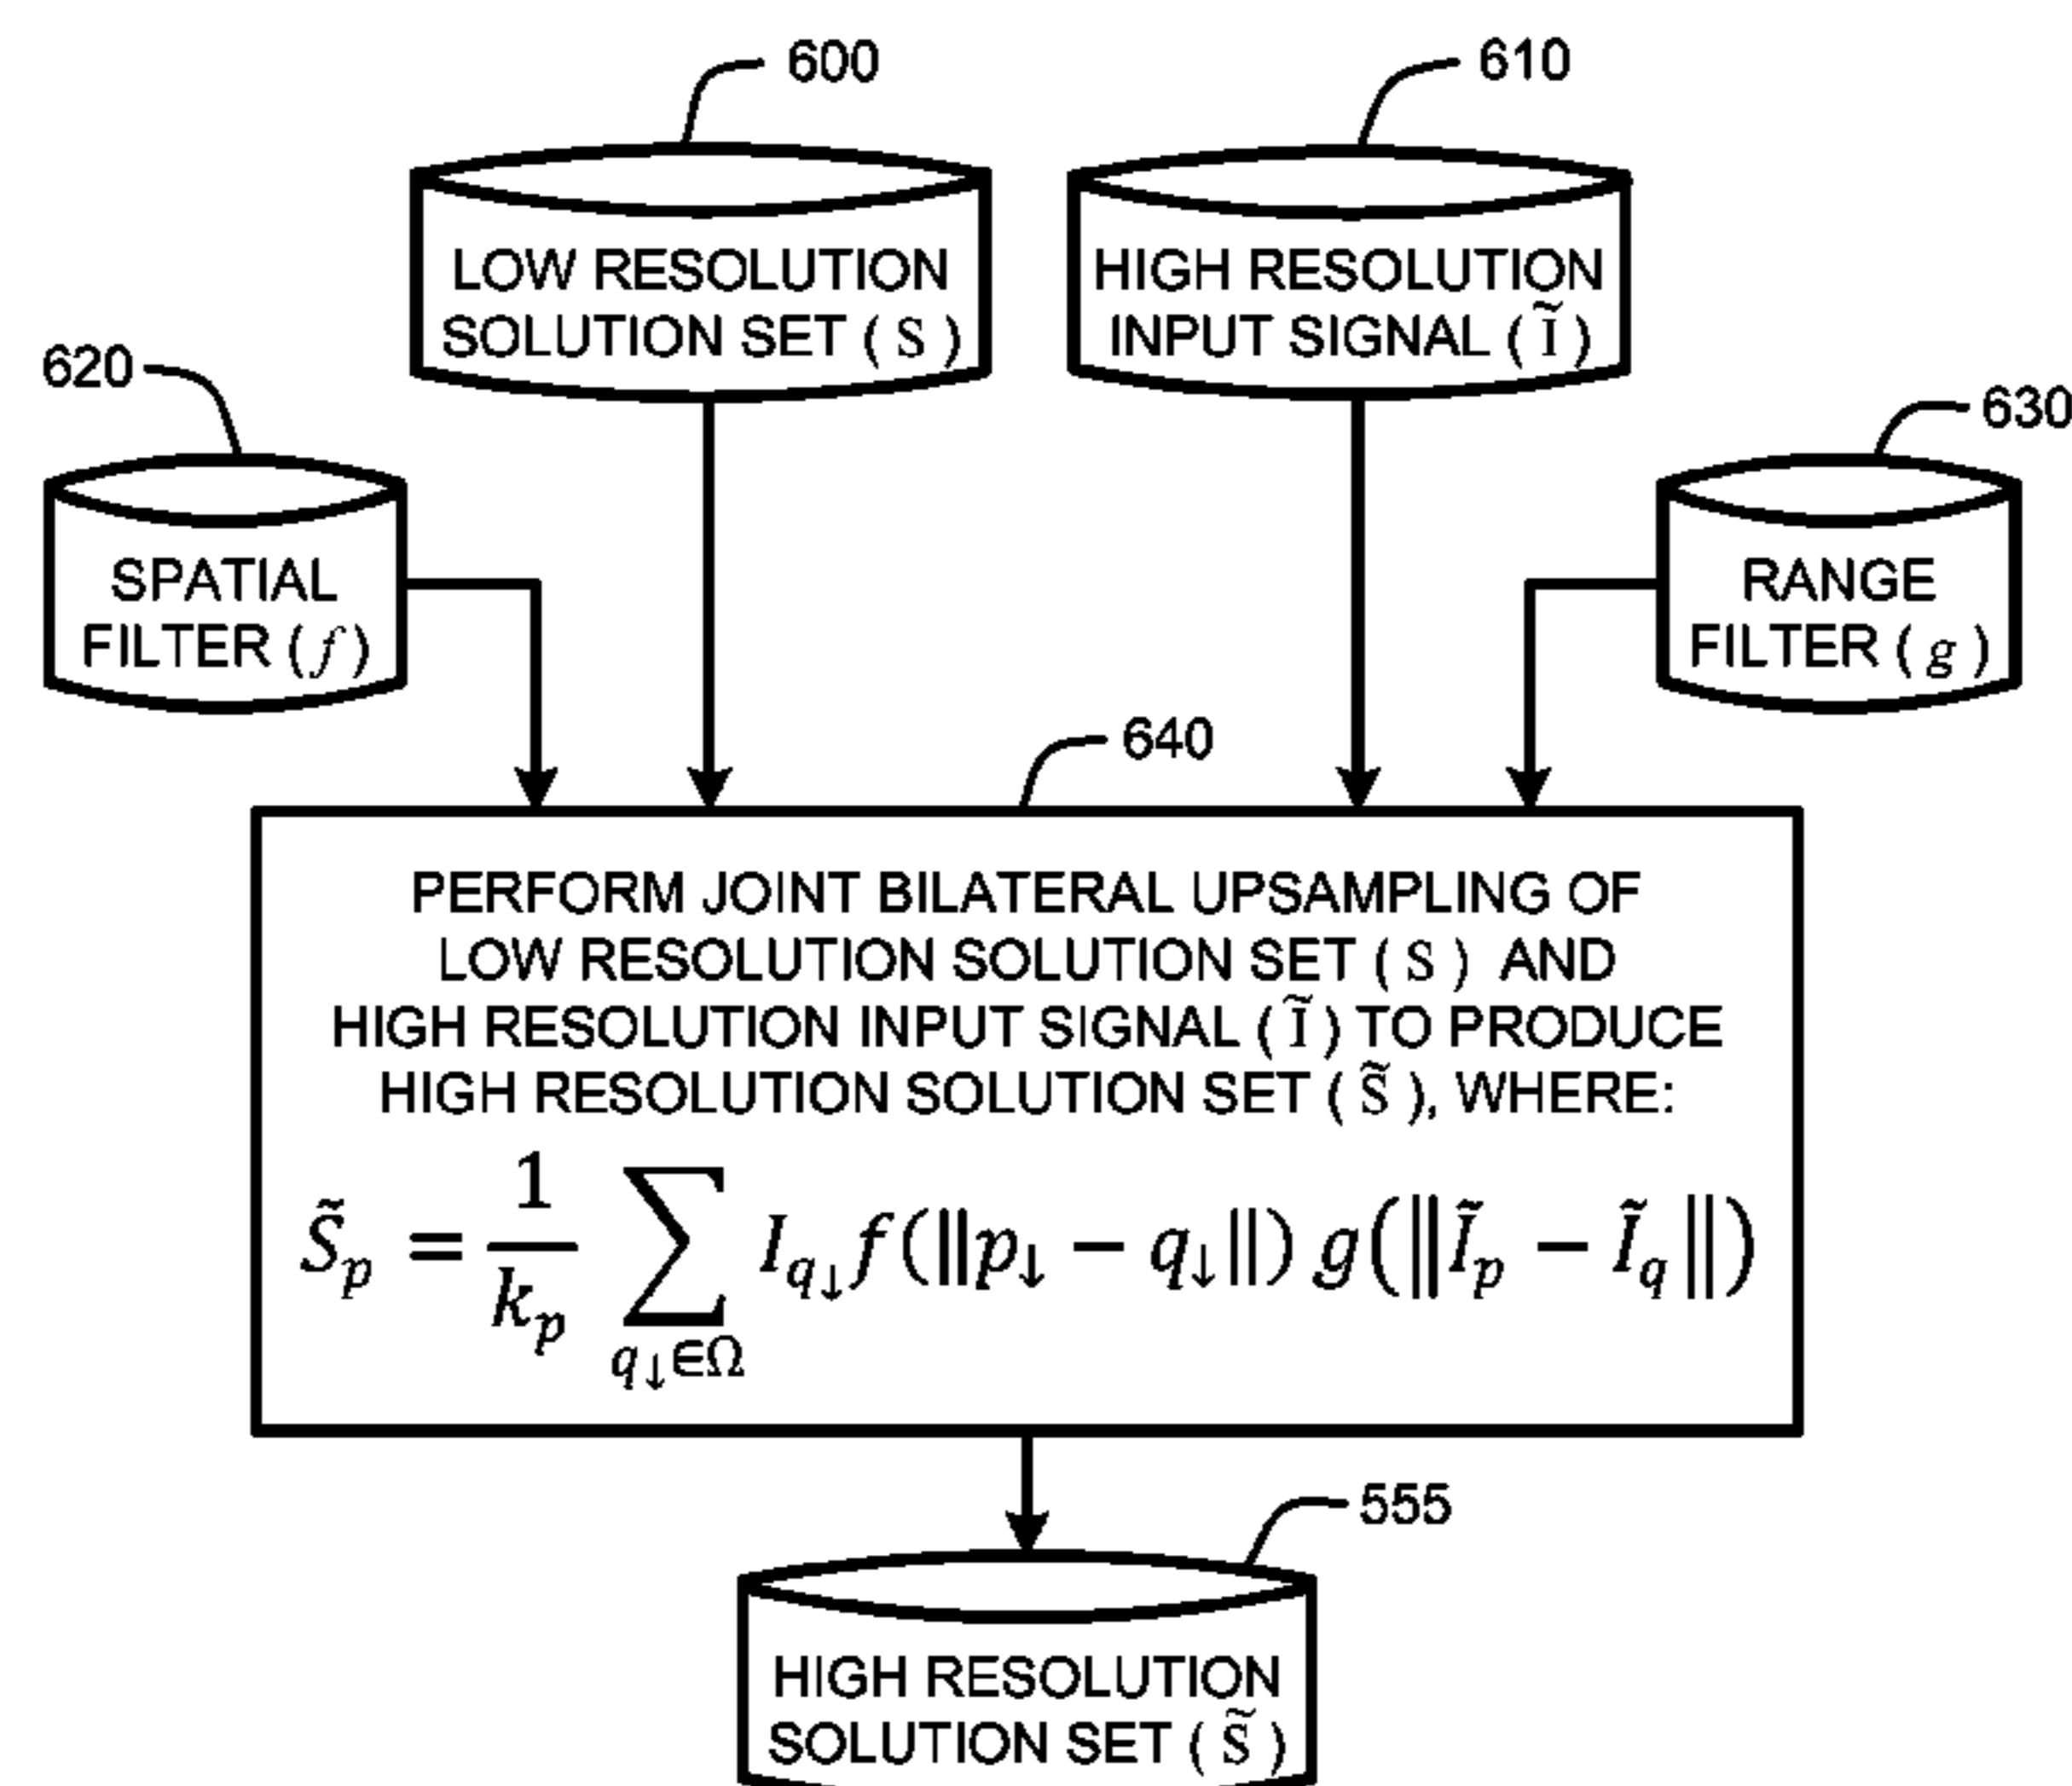 600
610
LOW RESOLUTION
SOLUTION SET ( S )
HIGH RESOLUTION
INPUT SIGNAL ( Ĩ )
620
630
SPATIAL
FILTER ( f )
RANGE
FILTER ( g )
640
PERFORM JOINT BILATERAL UPSAMPLING OF
LOW RESOLUTION SOLUTION SET ( S ) AND
HIGH RESOLUTION INPUT SIGNAL ( Ĩ ) TO PRODUCE
HIGH RESOLUTION SOLUTION SET ( S̃ ), WHERE:
S̃_p = 1/k_p ∑_{q↓∈Ω} I_{q↓} f(‖p↓ − q↓‖) g(‖Ĩ_p − Ĩ_q‖)
555
HIGH RESOLUTION
SOLUTION SET ( S̃ )